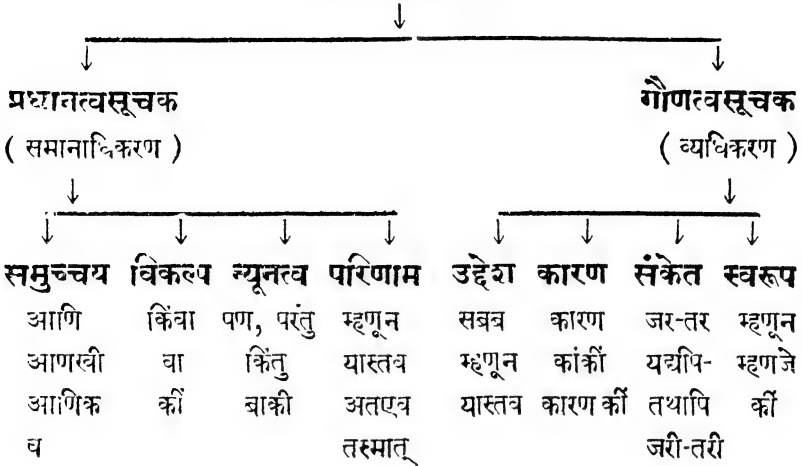 प्रधानत्वसूचक गौणत्वसूचक
( समानाधिकरण ) ( व्यधिकरण )
समुच्चय विकल्प न्यूनत्व परिणाम उद्देश कारण संकेत स्वरूप
आणि किंवा पण, परंतु म्हणून सबब कारण जर-तर म्हणून
आणखी वा किंतु यास्तव म्हणून कांकीं यद्यपि- म्हणजे
आणिक कीं बाकी अतएव यास्तव कारण कीं तथापि कीं
व तस्मात् जरी-तरी